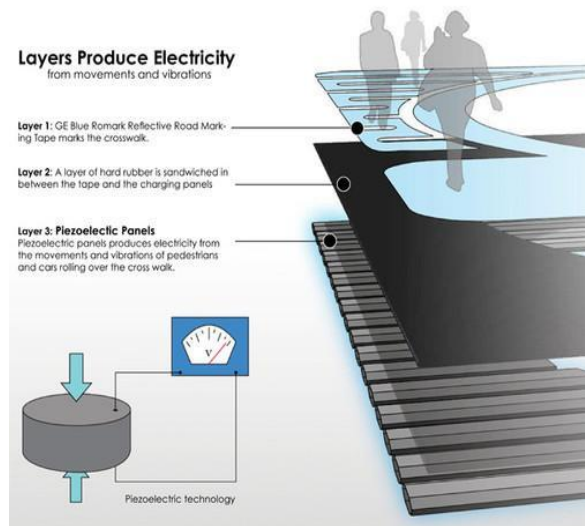 Layers Produce Electricity
from movements and vibrations
Layer 1: GE Blue Romark Reflective Road Mark-
ing Tape marks the crosswalk.
Layer 2: A layer of hard rubber is sandwiched in
between the tape and the charging panels
Layer 3: Piezoelectic Panels
Piezoelectric panels produces electricity from
the movements and vibrations of pedestrians
and cars rolling over the cross walk.
V
Piezoelectric technology